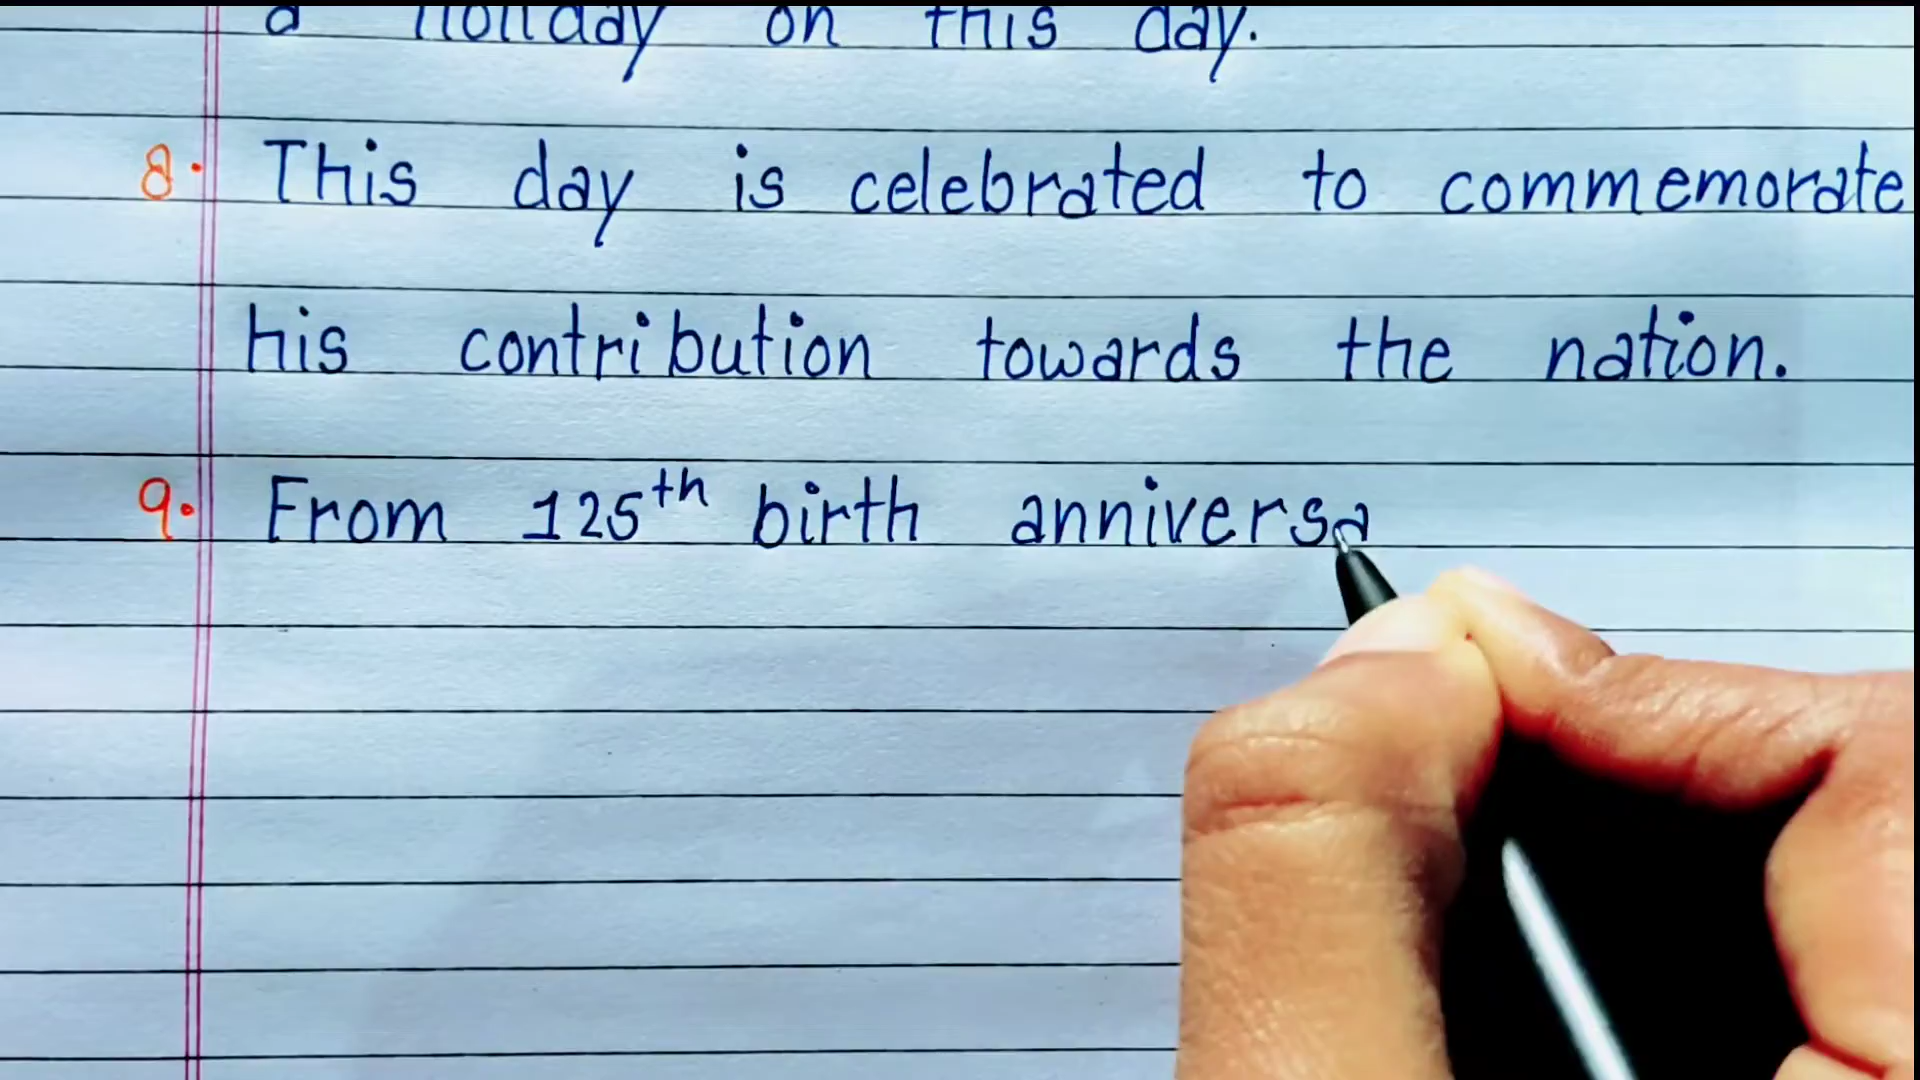 a holiday on this day.
8. This day is celebrated to commemorate
his contribution towards the nation.
9. From 125th birth anniversa